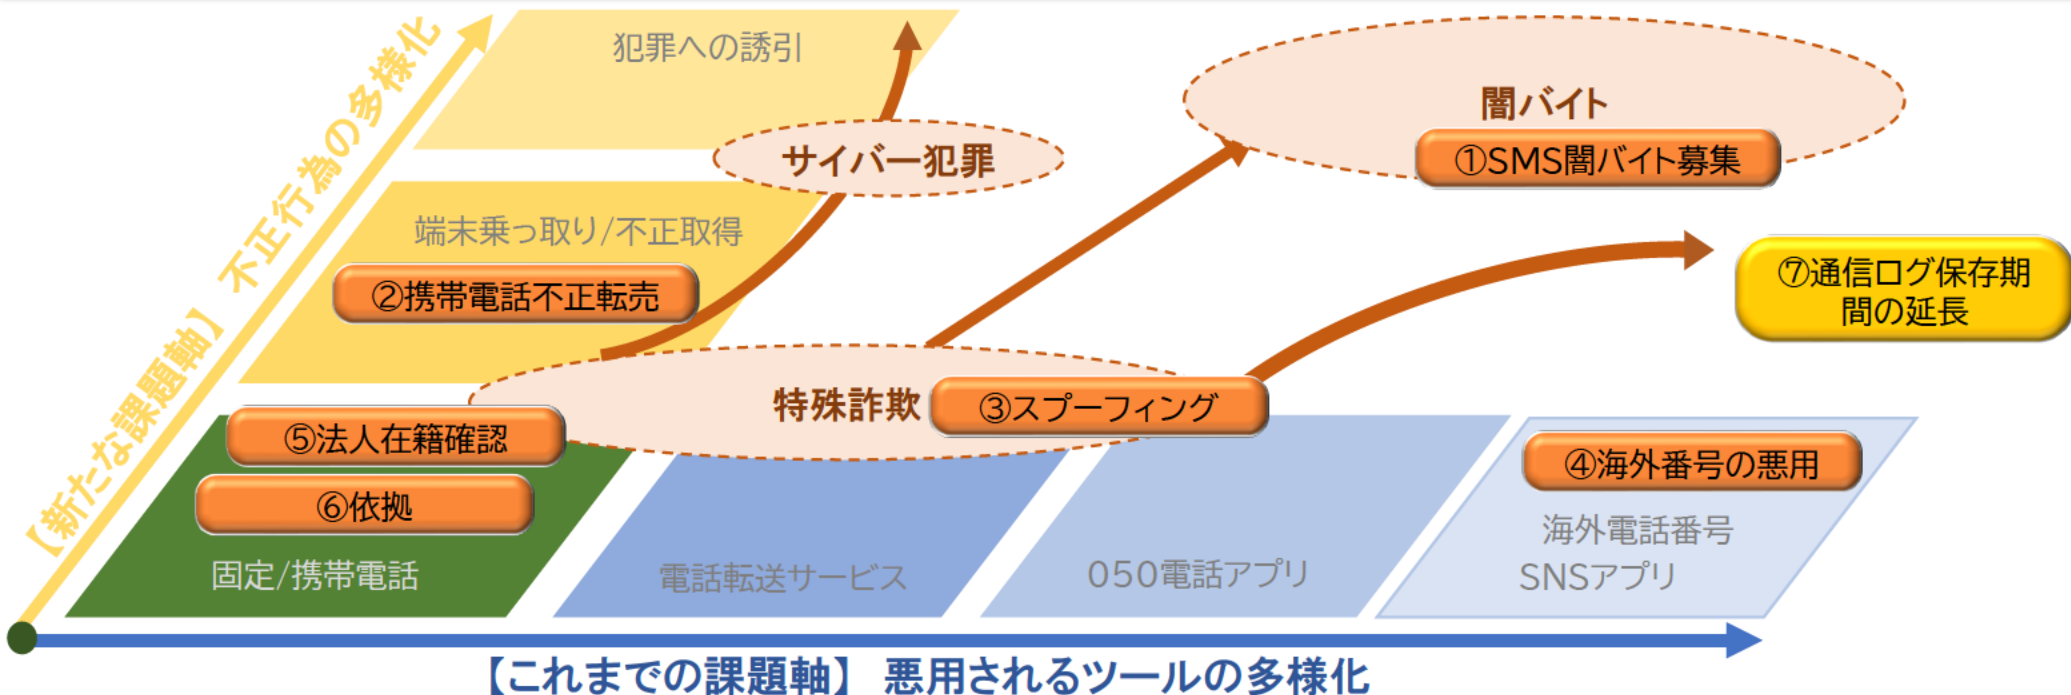 【新たな課題軸】 不正行為の多様化
犯罪への誘引
闇バイト
①SMS闇バイト募集
サイバー犯罪
端末乗っ取り/不正取得
②携帯電話不正転売
⑦通信ログ保存期
間の延長
特殊詐欺
③スプーフィング
⑤法人在籍確認
⑥依拠
固定/携帯電話
電話転送サービス
050電話アプリ
④海外番号の悪用
海外電話番号
SNSアプリ
【これまでの課題軸】 悪用されるツールの多様化